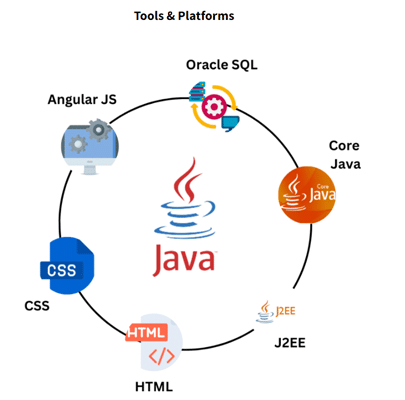 Tools & Platforms
Oracle SQL
Angular JS
Core
Java
Core
Java
Java
CSS
CSS
J2EE
J2EE
HTML
HTML